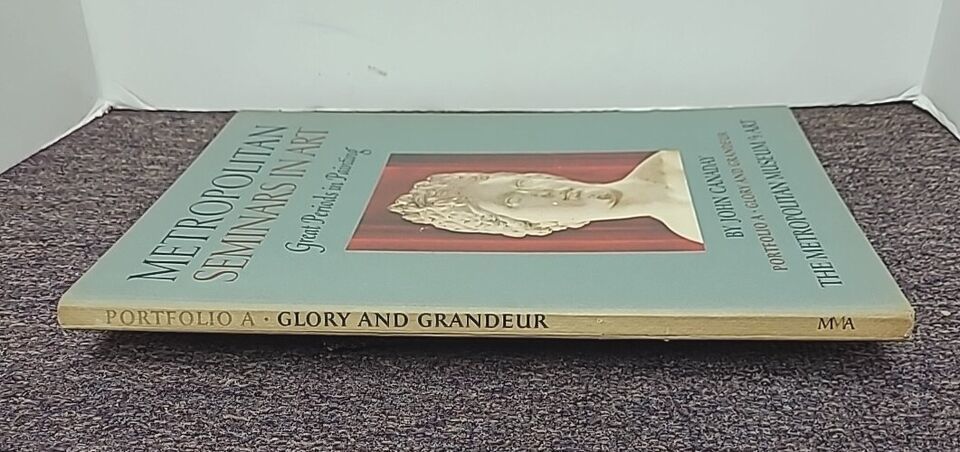 METROPOLITAN
SEMINARS IN ART
Great Periods in Painting
BY JOHN CANADAY
PORTFOLIO A · GLORY AND GRANDEUR
THE METROPOLITAN MUSEUM of ART
PORTFOLIO A · GLORY AND GRANDEUR
MMA